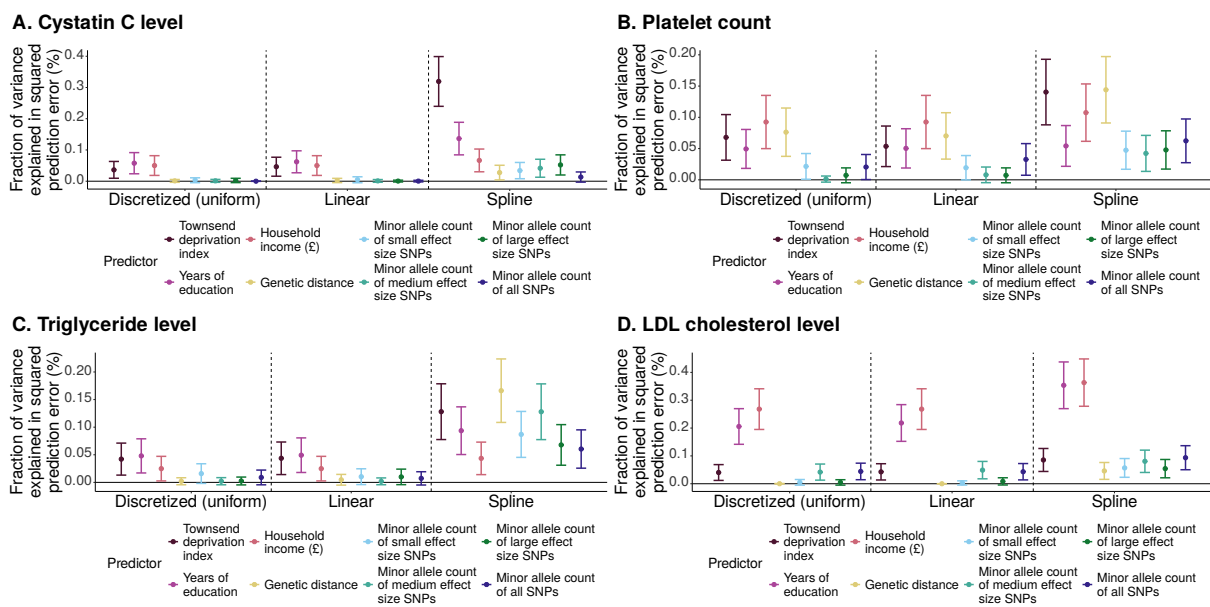 A. Cystatin C level
Fraction of variance
explained in squared
prediction error (%)
0.4
0.3
0.2
0.1
0.0
Discretized (uniform)
Linear
Spline
Predictor
Townsend
deprivation
index
Household
income (£)
Minor allele count
of small effect
size SNPs
Minor allele count
of large effect
size SNPs
Years of
education
Genetic distance
Minor allele count
of medium effect
size SNPs
Minor allele count
of all SNPs
B. Platelet count
Fraction of variance
explained in squared
prediction error (%)
0.20
0.15
0.10
0.05
0.00
Discretized (uniform)
Linear
Spline
Predictor
Townsend
deprivation
index
Household
income (£)
Minor allele count
of small effect
size SNPs
Minor allele count
of large effect
size SNPs
Years of
education
Genetic distance
Minor allele count
of medium effect
size SNPs
Minor allele count
of all SNPs
C. Triglyceride level
Fraction of variance
explained in squared
prediction error (%)
0.20
0.15
0.10
0.05
0.00
Discretized (uniform)
Linear
Spline
Predictor
Townsend
deprivation
index
Household
income (£)
Minor allele count
of small effect
size SNPs
Minor allele count
of large effect
size SNPs
Years of
education
Genetic distance
Minor allele count
of medium effect
size SNPs
Minor allele count
of all SNPs
D. LDL cholesterol level
Fraction of variance
explained in squared
prediction error (%)
0.4
0.3
0.2
0.1
0.0
Discretized (uniform)
Linear
Spline
Predictor
Townsend
deprivation
index
Household
income (£)
Minor allele count
of small effect
size SNPs
Minor allele count
of large effect
size SNPs
Years of
education
Genetic distance
Minor allele count
of medium effect
size SNPs
Minor allele count
of all SNPs